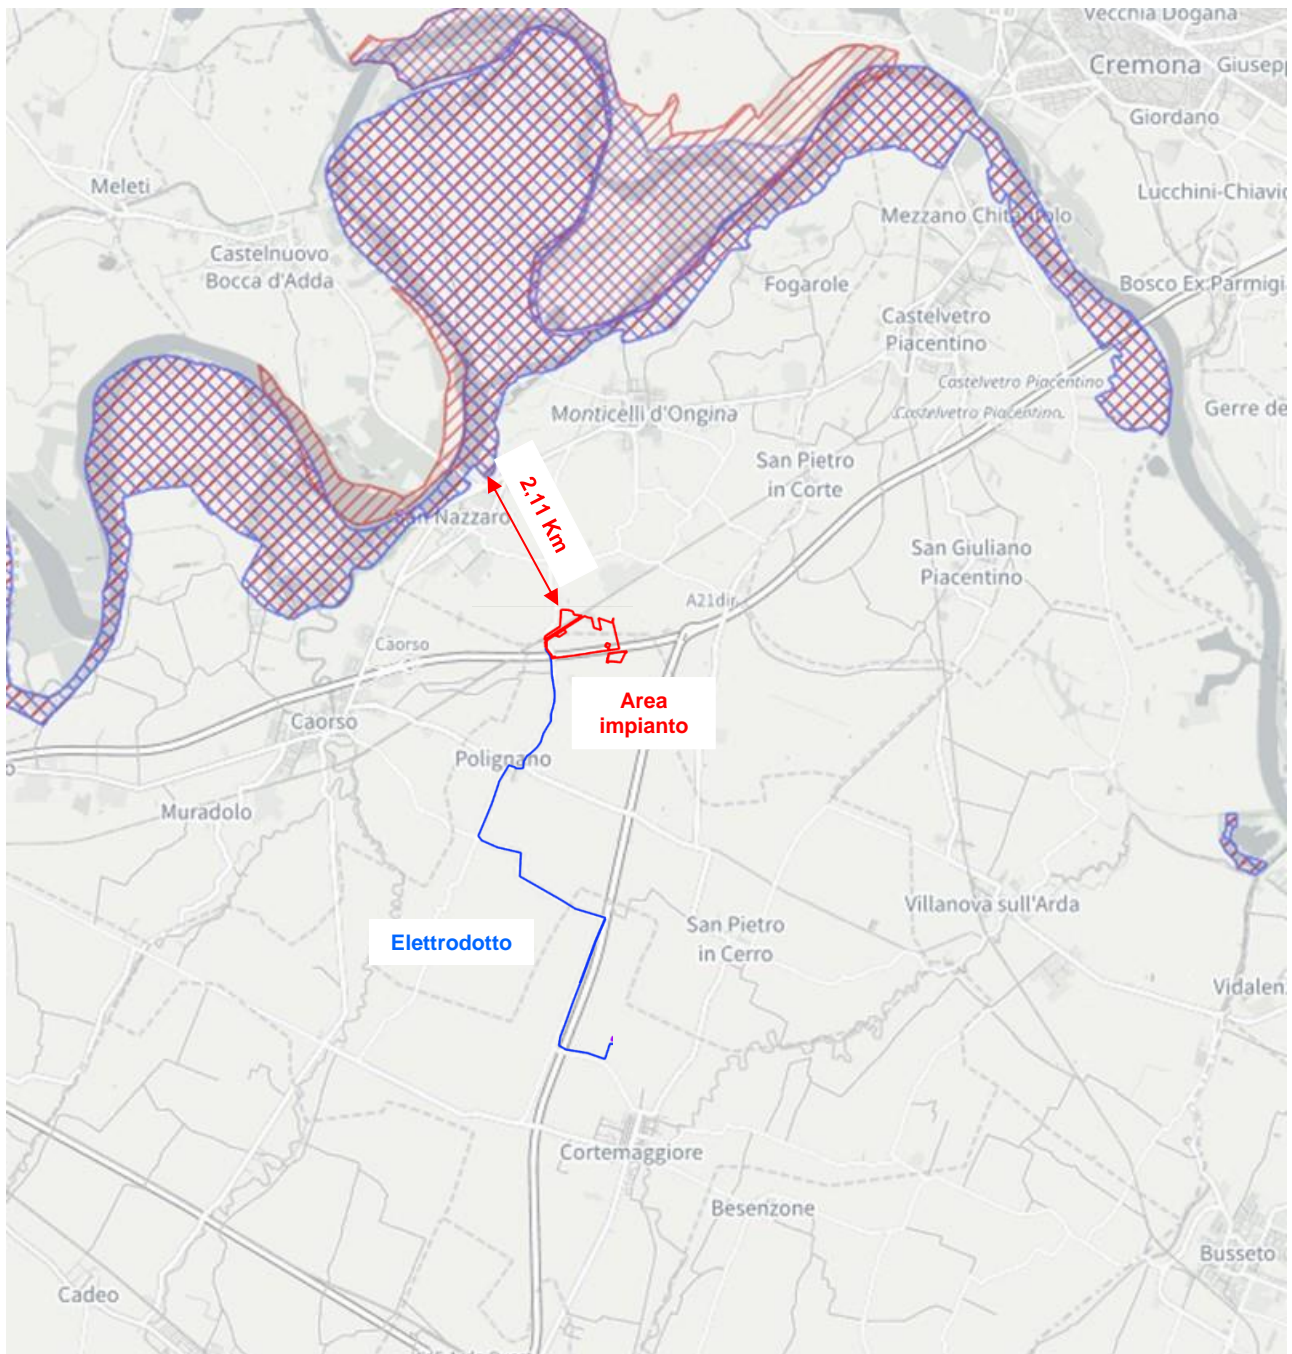 Vecchia Dogana
Cremona
Giordano
Meleti
Lucchini-Chiavic
Mezzano Chitantolo
Castelnuovo
Bocca d'Adda
Fogarole
Bosco Ex Parmigi
Castelvetro
Piacentino
Castelvetro Piacentino
Castelvetro Piacentino
Monticelli d'Ongina
Gerre de
San Pietro
in Corte
2,11 Km
San Nazzaro
San Giuliano
Piacentino
A21dir
Caorso
Area
impianto
Caorso
Polignano
Muradolo
Villanova sull'Arda
San Pietro
in Cerro
Elettrodotto
Vidalen
Cortemaggiore
Besenzone
Busseto
Cadeo